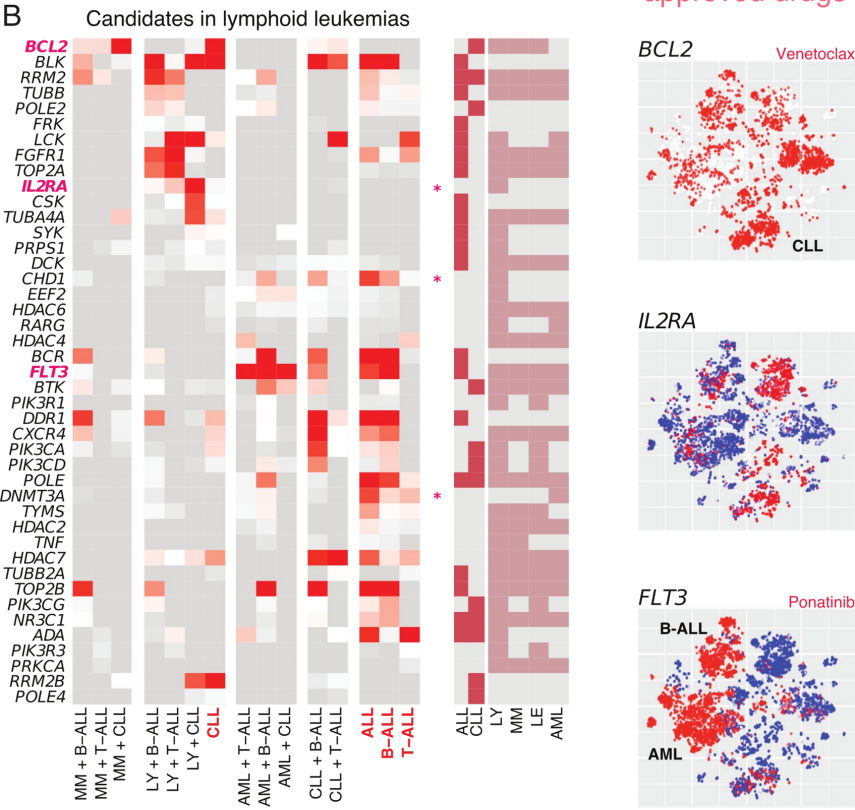 B
Candidates in lymphoid leukemias
approved drugs
BCL2
BLK
RRM2
TUBB
POLE2
FRK
LCK
FGFR1
TOP2A
IL2RA
CSK
TUBA4A
SYK
PRPS1
DCK
CHD1
EEF2
HDAC6
RARG
HDAC4
BCR
FLT3
BTK
PIK3R1
DDR1
CXCR4
PIK3CA
PIK3CD
POLE
DNMT3A
TYMS
HDAC2
TNF
HDAC7
TUBB2A
TOP2B
PIK3CG
NR3C1
ADA
PIK3R3
PRKCA
RRM2B
POLE4
*
*
*
MM + B−ALL
MM + T−ALL
MM + CLL
LY + B−ALL
LY + T−ALL
LY + CLL
CLL
AML + T−ALL
AML + B−ALL
AML + CLL
CLL + B−ALL
CLL + T−ALL
ALL
B−ALL
T−ALL
ALL
CLL
LY
MM
LE
AML
BCL2
Venetoclax
CLL
IL2RA
FLT3
Ponatinib
B-ALL
AML